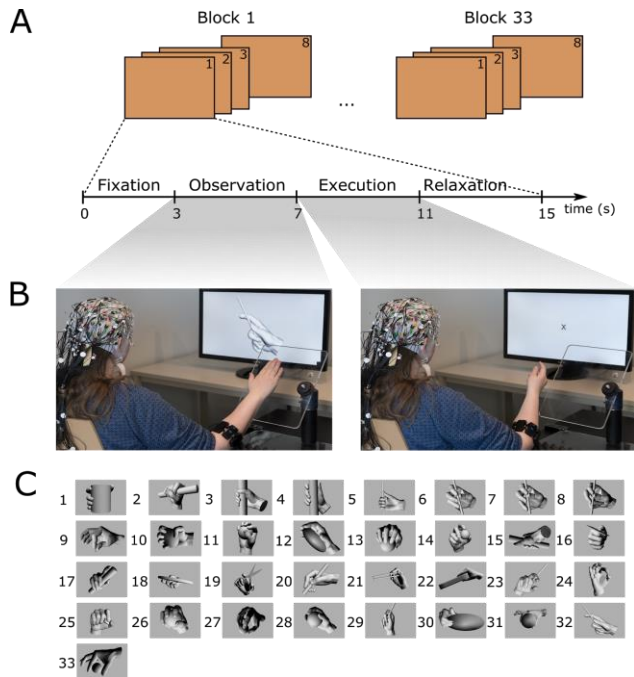 A
Block 1
Block 33
1 2 3 8
...
1 2 3 8
Fixation Observation Execution Relaxation
0 3 7 11 15 time (s)
B
x
C
1 2 3 4 5 6 7 8
9 10 11 12 13 14 15 16
17 18 19 20 21 22 23 24
25 26 27 28 29 30 31 32
33